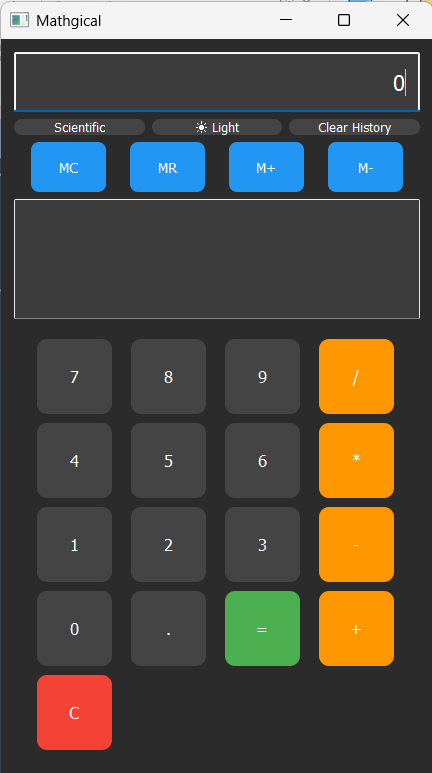 Mathgical
0
Scientific ☀ Light Clear History
MC MR M+ M-
7 8 9 /
4 5 6 *
1 2 3 -
0 . = +
C